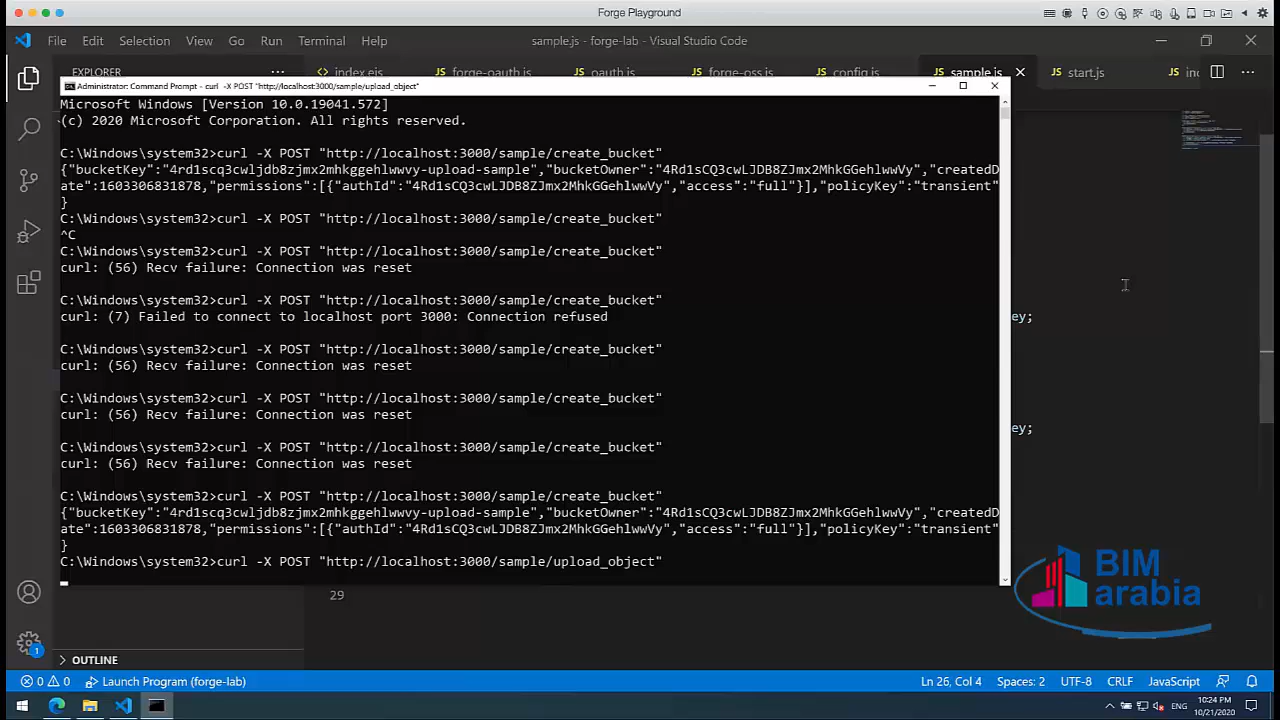 Forge Playground
File Edit Selection View Go Run Terminal Help
sample.js - forge-lab - Visual Studio Code
EXPLORER
index.ejs
forge-oauth.js
oauth.js
forge-oss.js
config.js
sample.js
start.js
Administrator: Command Prompt - curl -X POST "http://localhost:3000/sample/upload_object"
Microsoft Windows [Version 10.0.19041.572]
(c) 2020 Microsoft Corporation. All rights reserved.
C:\Windows\system32>curl -X POST "http://localhost:3000/sample/create_bucket"
{"bucketKey":"4rd1scq3cwljdb8zjmx2mhkggehlwwvy-upload-sample","bucketOwner":"4Rd1sCQ3cwLJDB8ZJmx2MhkGGehlwwVy","createdD
ate":1603306831878,"permissions":[{"authId":"4Rd1sCQ3cwLJDB8ZJmx2MhkGGehlwwVy","access":"full"}],"policyKey":"transient"
}
C:\Windows\system32>curl -X POST "http://localhost:3000/sample/create_bucket"
^C
C:\Windows\system32>curl -X POST "http://localhost:3000/sample/create_bucket"
curl: (56) Recv failure: Connection was reset
C:\Windows\system32>curl -X POST "http://localhost:3000/sample/create_bucket"
curl: (7) Failed to connect to localhost port 3000: Connection refused
C:\Windows\system32>curl -X POST "http://localhost:3000/sample/create_bucket"
curl: (56) Recv failure: Connection was reset
C:\Windows\system32>curl -X POST "http://localhost:3000/sample/create_bucket"
curl: (56) Recv failure: Connection was reset
C:\Windows\system32>curl -X POST "http://localhost:3000/sample/create_bucket"
curl: (56) Recv failure: Connection was reset
C:\Windows\system32>curl -X POST "http://localhost:3000/sample/create_bucket"
{"bucketKey":"4rd1scq3cwljdb8zjmx2mhkggehlwwvy-upload-sample","bucketOwner":"4Rd1sCQ3cwLJDB8ZJmx2MhkGGehlwwVy","createdD
ate":1603306831878,"permissions":[{"authId":"4Rd1sCQ3cwLJDB8ZJmx2MhkGGehlwwVy","access":"full"}],"policyKey":"transient"
}
C:\Windows\system32>curl -X POST "http://localhost:3000/sample/upload_object"
ey;
ey;
29
BIM
arabia
1
OUTLINE
0 0 Launch Program (forge-lab)
Ln 26, Col 4 Spaces: 2 UTF-8 CRLF JavaScript
ENG
10:24 PM
10/21/2020